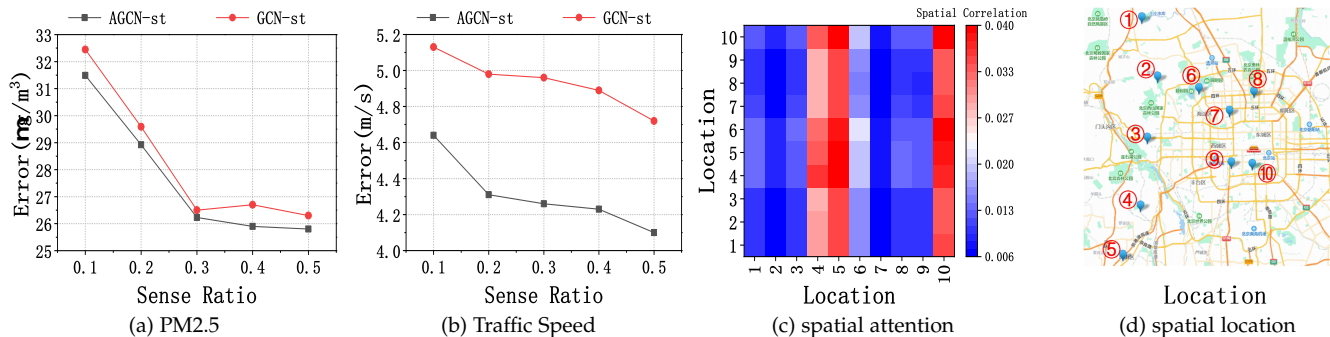 AGCN-st GCN-st
33
32
31
30
29
28
27
26
25
Error(mg/m³)
0.1 0.2 0.3 0.4 0.5
Sense Ratio
(a) PM2.5
AGCN-st GCN-st
5.2
5.0
4.8
4.6
4.4
4.2
4.0
Error(m/s)
0.1 0.2 0.3 0.4 0.5
Sense Ratio
(b) Traffic Speed
Spatial Correlation
10
9
8
7
6
5
4
3
2
1
Location
1 2 3 4 5 6 7 8 9 10
Location
0.040
0.033
0.026
0.020
0.013
0.006
(c) spatial attention
①
②
⑥
⑧
⑦
③
⑨
⑩
④
⑤
Location
(d) spatial location